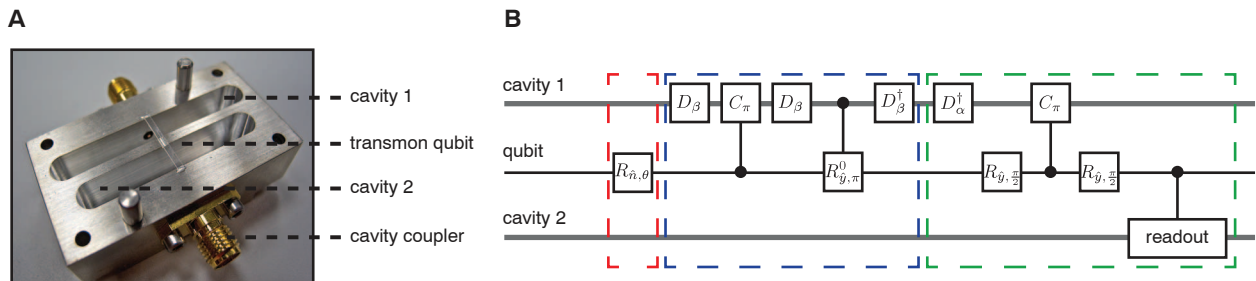 A
cavity 1
transmon qubit
cavity 2
cavity coupler
B
cavity 1
D_β
C_π
D_β
D_β^†
D_α^†
C_π
qubit
R_{n̂,θ}
R^0_{ŷ,π}
R_{ŷ,π/2}
R_{ŷ,π/2}
cavity 2
readout